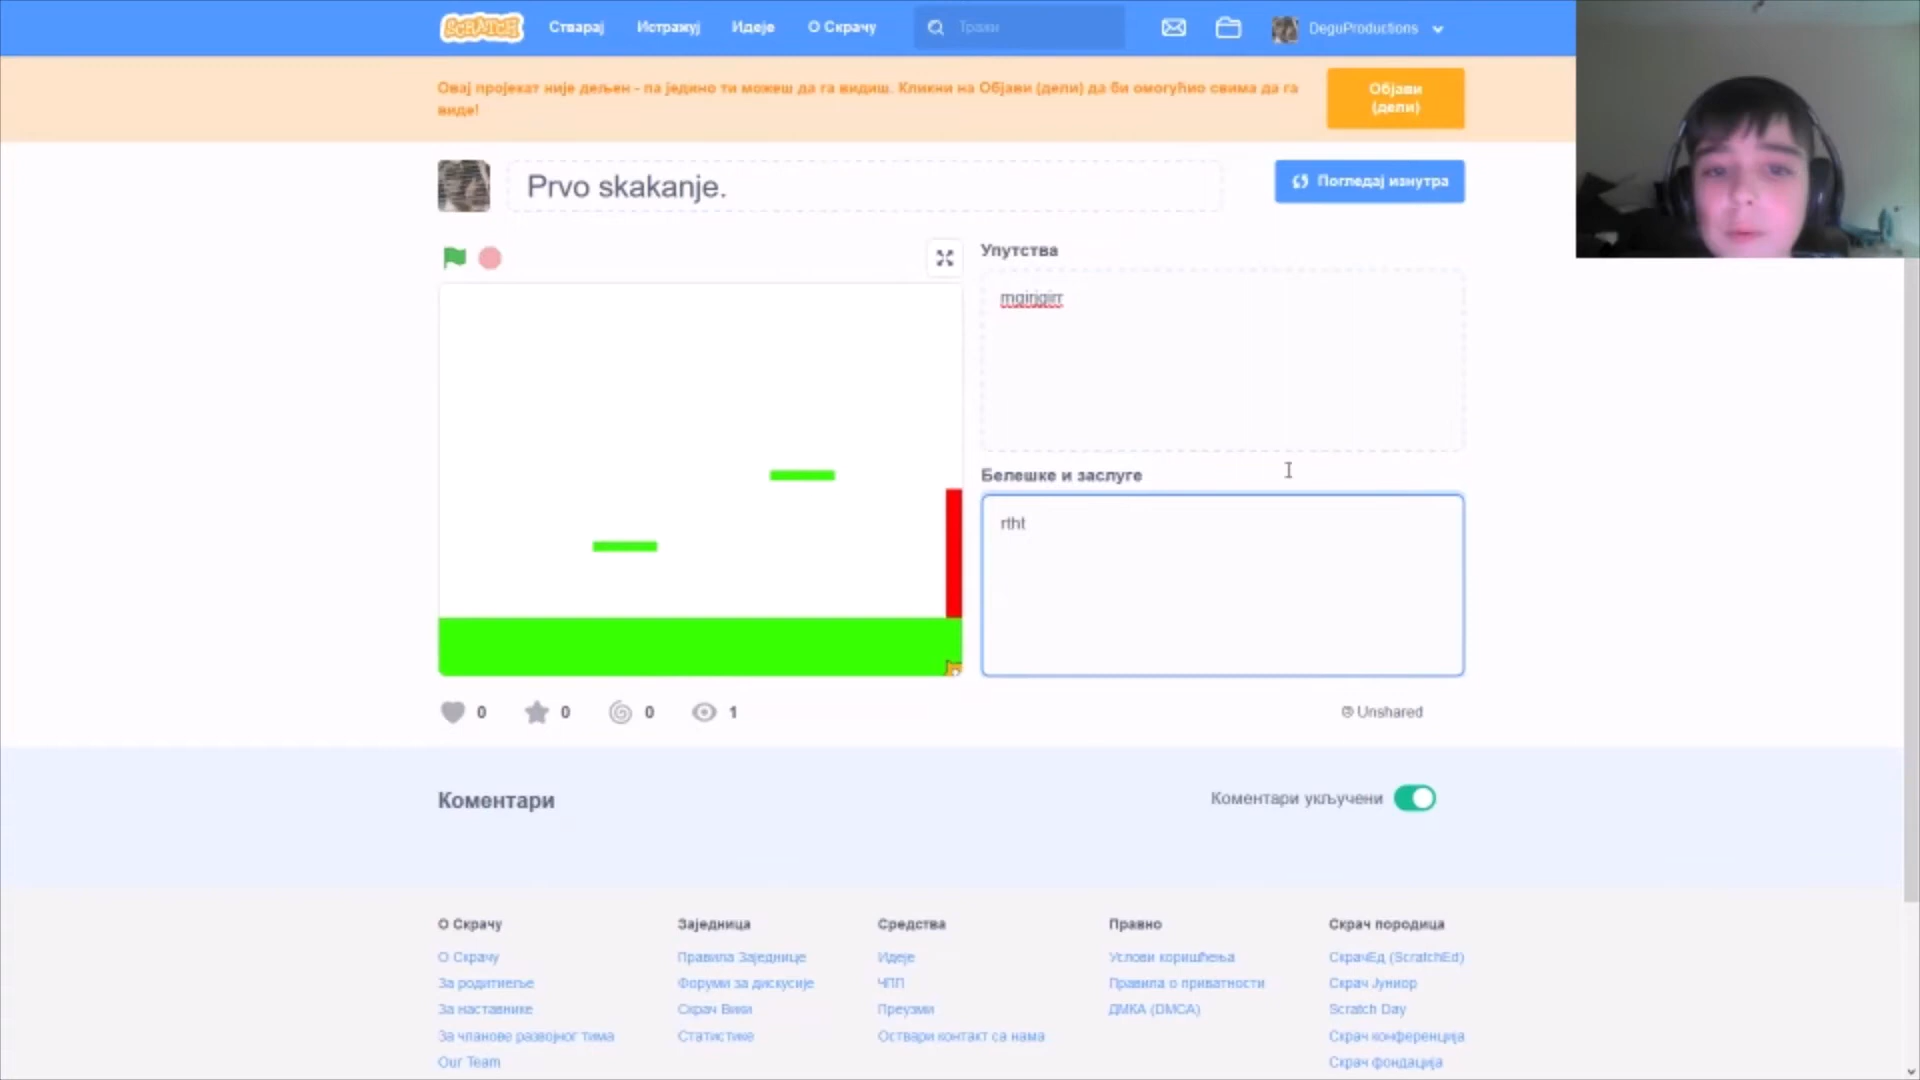 SCRATCH
Стварај
Истражуј
Идеје
О Скрачу
Тражи
DeguProductions
Овај пројекат није дељен - па једино ти можеш да га видиш. Кликни на Објави (дели) да би омогућио свима да га
виде!
Објави
(дели)
Prvo skakanje.
Погледај изнутра
Упутства
Белешке и заслуге
rtht
0
0
0
1
Unshared
Коментари
Коментари укључени
О Скрачу
О Скрачу
За родитиеље
За наставнике
За чланове развојног тима
Our Team
Заједница
Правила Заједнице
Форуми за дискусије
Скрач Вики
Статистике
Средства
Идеје
ЧПП
Преузми
Оствари контакт са нама
Правно
Услови коришћења
Правила о приватности
ДМКА (DMCA)
Скрач породица
СкрачЕд (ScratchEd)
Скрач Јуниор
Scratch Day
Скрач конференција
Скрач фондација